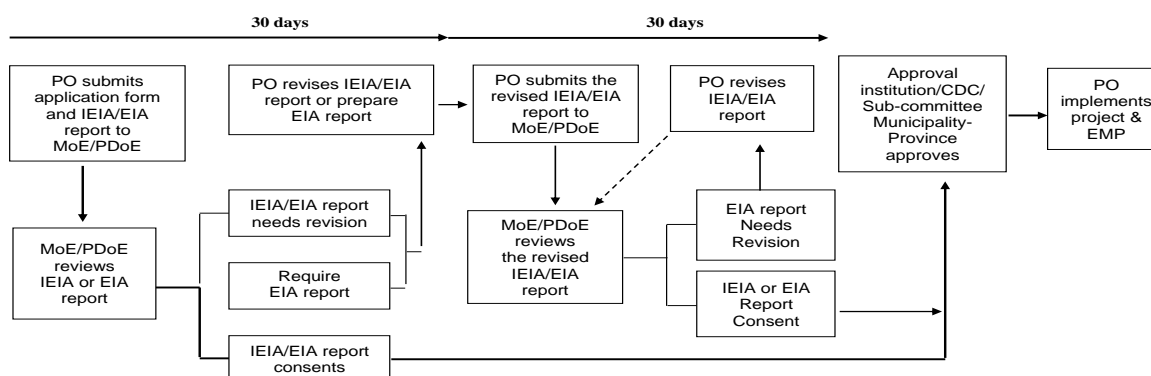 30 days
30 days
PO submits
application form
and IEIA/EIA
report to
MoE/PDoE
PO revises IEIA/EIA
report or prepare
EIA report
PO submits the
revised IEIA/EIA
report to
MoE/PDoE
PO revises
IEIA/EIA
report
Approval
institution/CDC/
Sub-committee
Municipality-
Province
approves
PO
implements
project &
EMP
MoE/PDoE
reviews
IEIA or EIA
report
IEIA/EIA report
needs revision
Require
EIA report
IEIA/EIA report
consents
MoE/PDoE
reviews
the revised
IEIA/EIA
report
EIA report
Needs
Revision
IEIA or EIA
Report
Consent